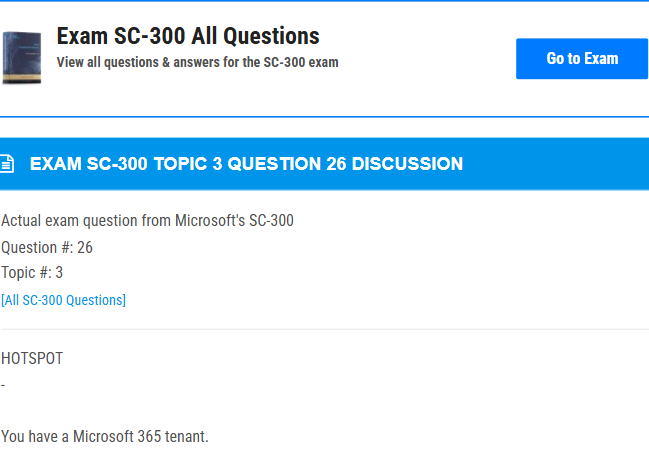 Exam SC-300 All Questions
View all questions & answers for the SC-300 exam
Go to Exam
EXAM SC-300 TOPIC 3 QUESTION 26 DISCUSSION
Actual exam question from Microsoft's SC-300
Question #: 26
Topic #: 3
[All SC-300 Questions]
HOTSPOT
-
You have a Microsoft 365 tenant.